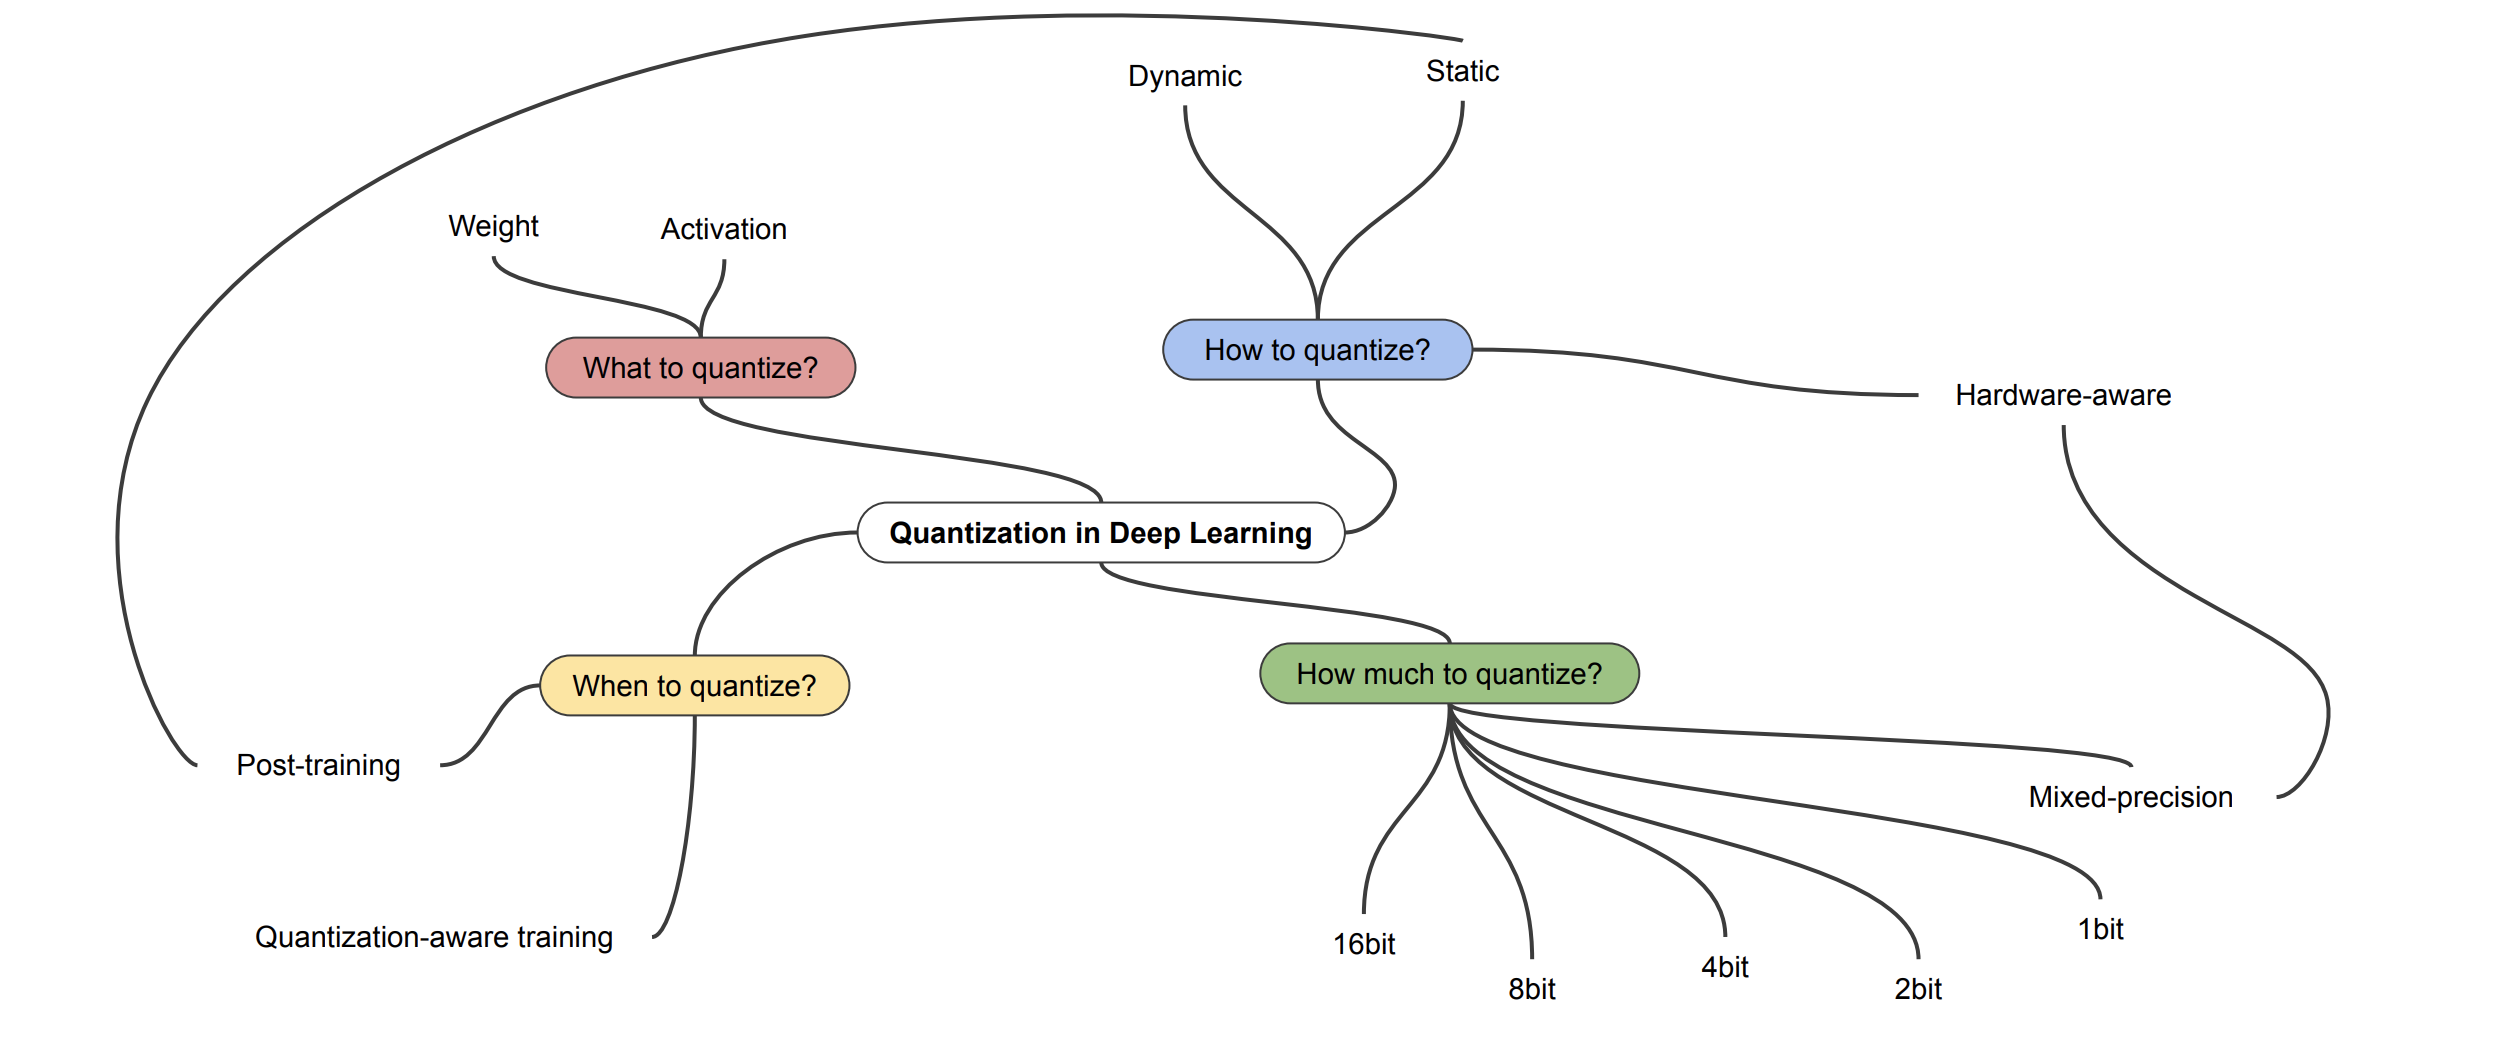 Dynamic
Static
Weight
Activation
How to quantize?
What to quantize?
Hardware-aware
Quantization in Deep Learning
How much to quantize?
When to quantize?
Post-training
Mixed-precision
Quantization-aware training
16bit
8bit
4bit
2bit
1bit